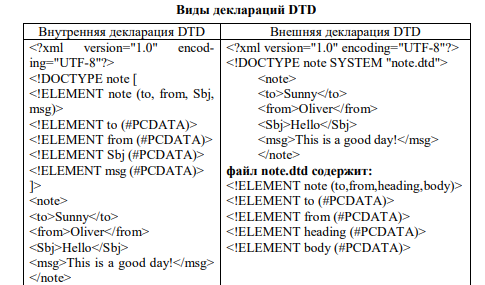 Виды деклараций DTD
Внутренняя декларация DTD
<?xml version="1.0" encod-
ing="UTF-8"?>
<!DOCTYPE note [
<!ELEMENT note (to, from, Sbj,
msg)>
<!ELEMENT to (#PCDATA)>
<!ELEMENT from (#PCDATA)>
<!ELEMENT Sbj (#PCDATA)>
<!ELEMENT msg (#PCDATA)>
]>
<note>
<to>Sunny</to>
<from>Oliver</from>
<Sbj>Hello</Sbj>
<msg>This is a good day!</msg>
</note>
Внешняя декларация DTD
<?xml version="1.0" encoding="UTF-8"?>
<!DOCTYPE note SYSTEM "note.dtd">
<note>
<to>Sunny</to>
<from>Oliver</from>
<Sbj>Hello</Sbj>
<msg>This is a good day!</msg>
</note>
файл note.dtd содержит:
<!ELEMENT note (to,from,heading,body)>
<!ELEMENT to (#PCDATA)>
<!ELEMENT from (#PCDATA)>
<!ELEMENT heading (#PCDATA)>
<!ELEMENT body (#PCDATA)>